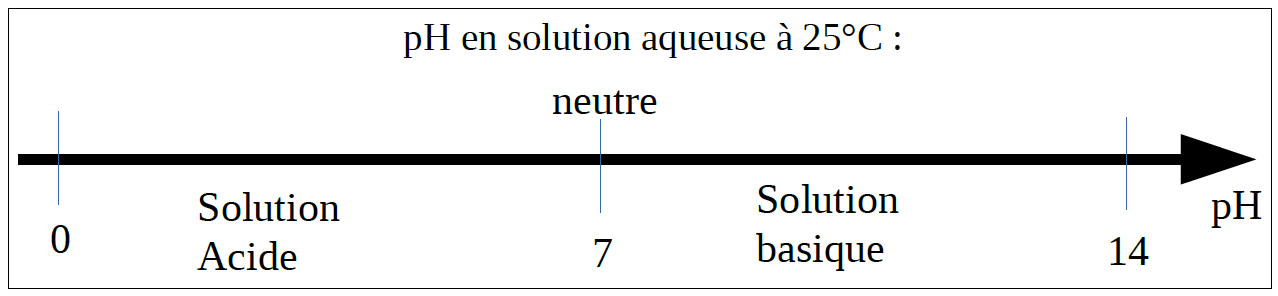 pH en solution aqueuse à 25°C :
neutre
Solution
Acide
Solution
basique
pH
0
7
14